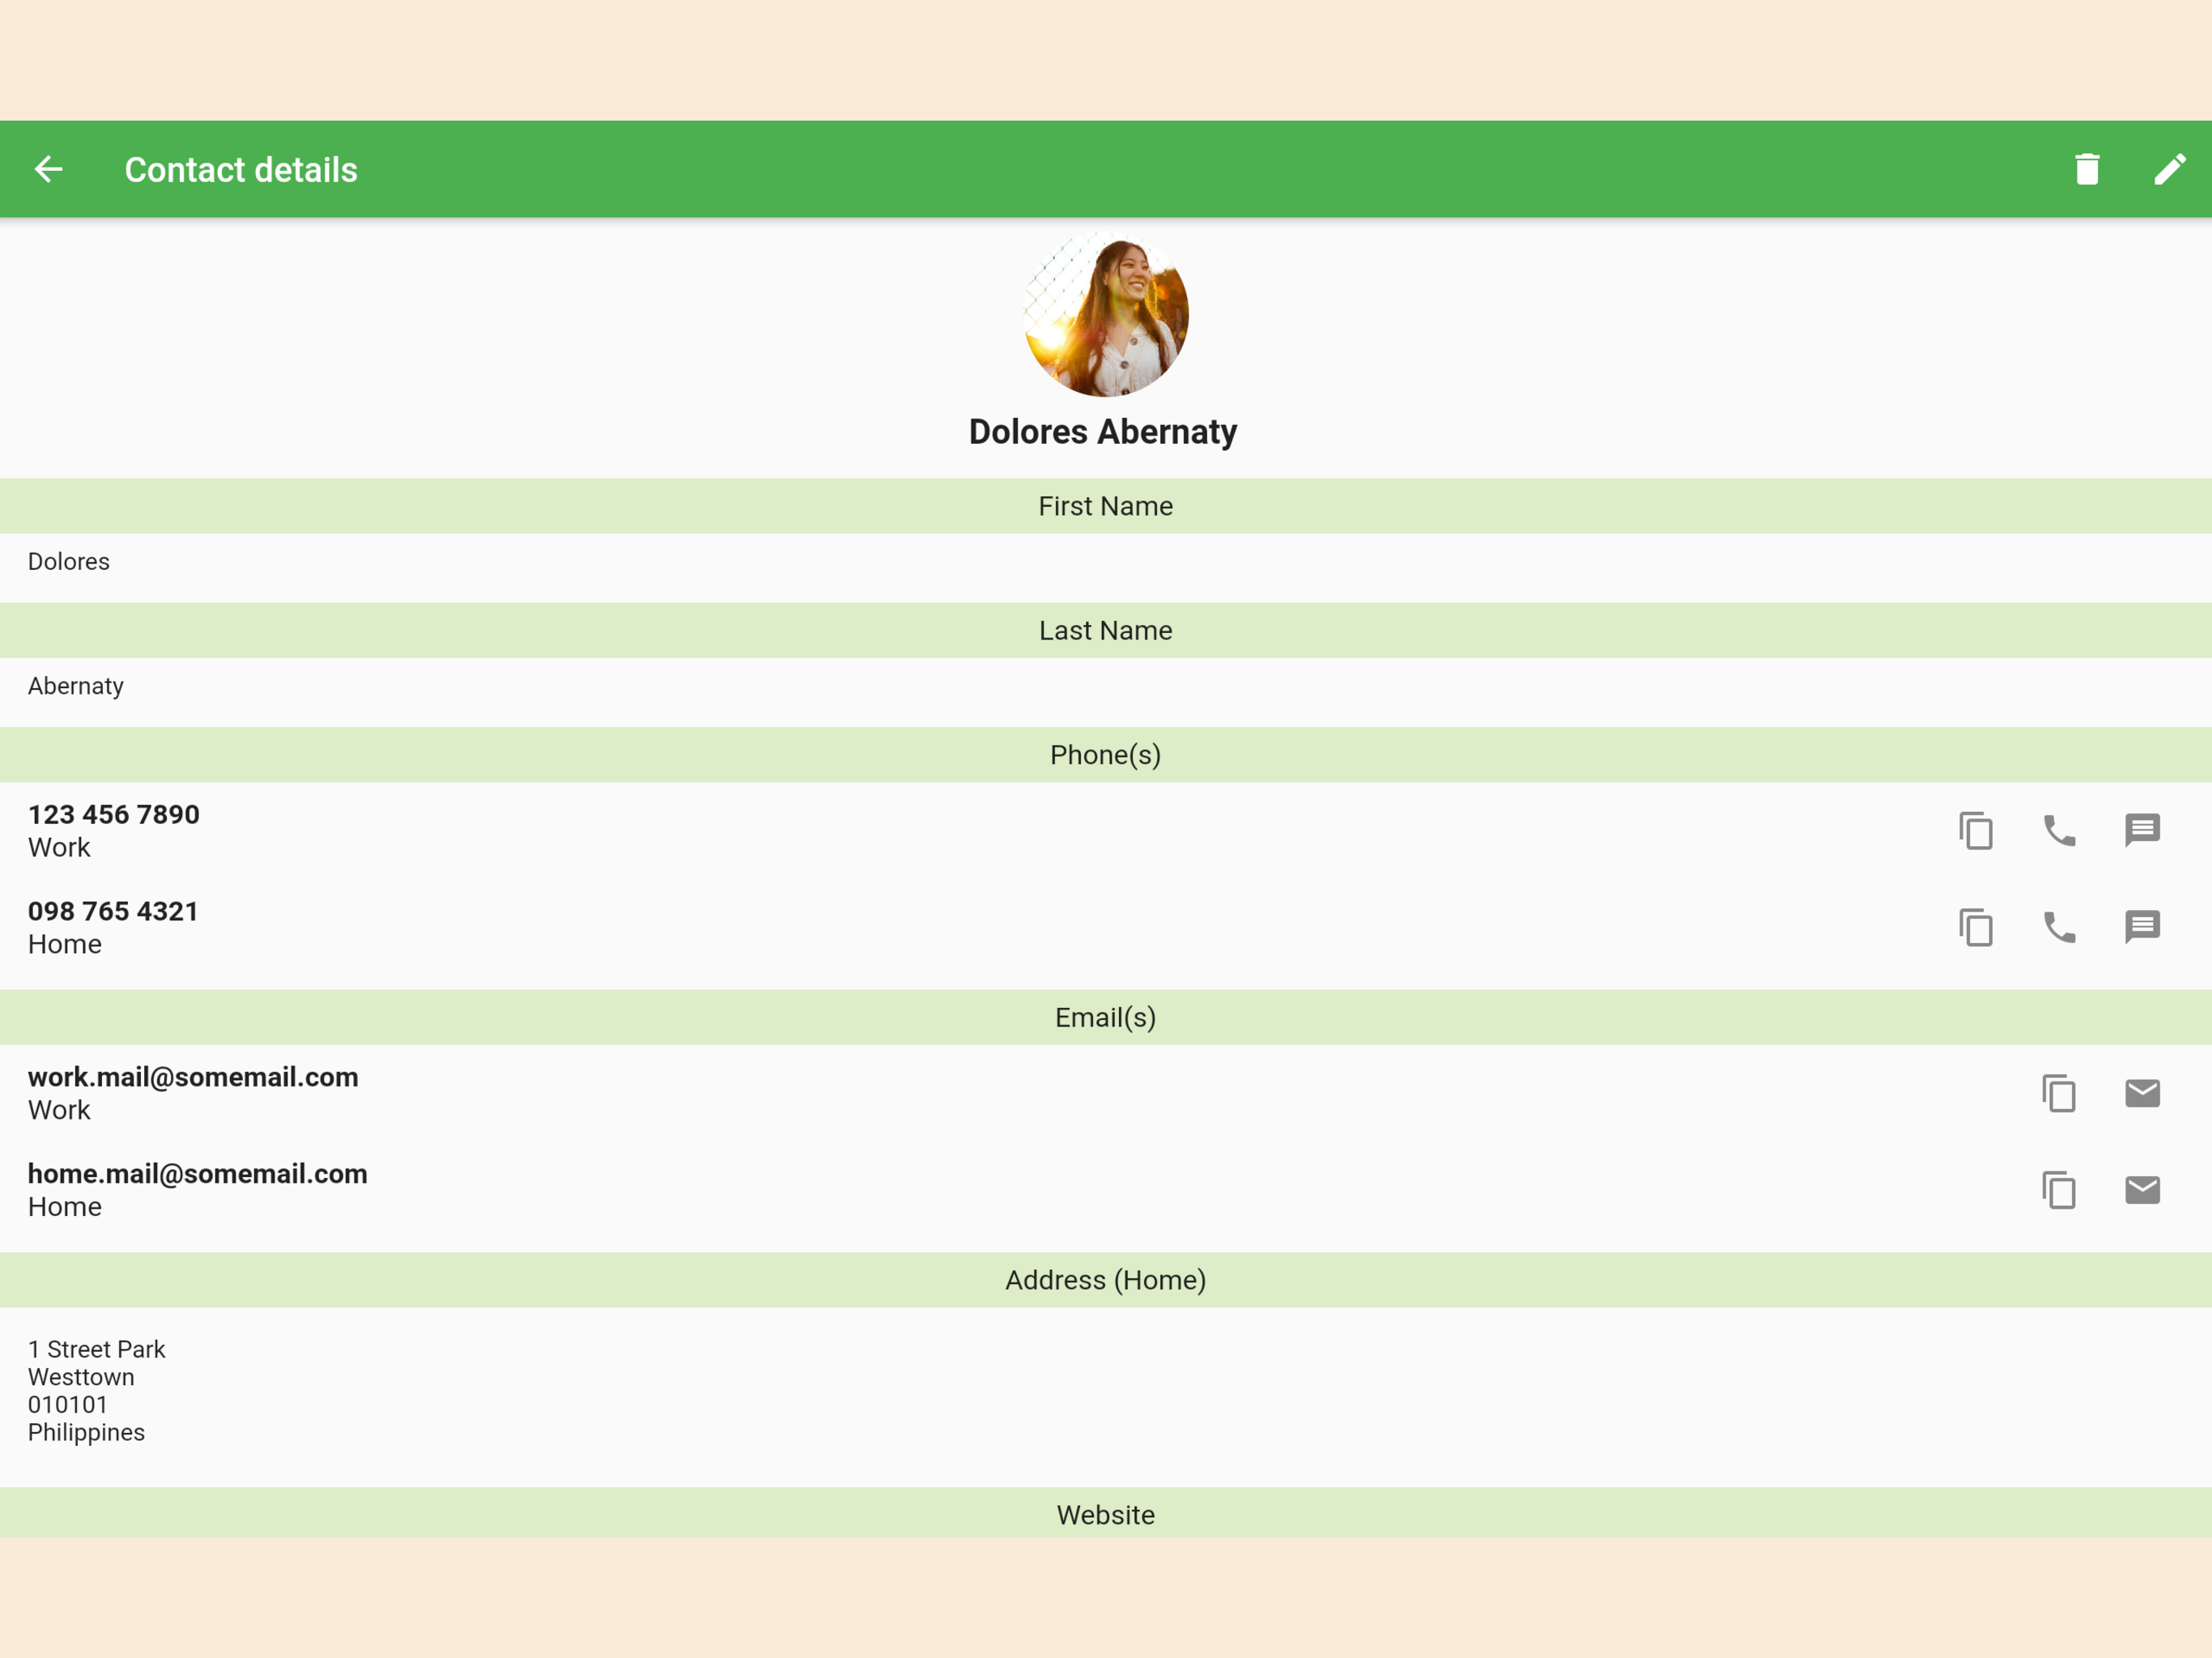 Contact details
Dolores Abernaty
First Name
Dolores
Last Name
Abernaty
Phone(s)
123 456 7890
Work
098 765 4321
Home
Email(s)
work.mail@somemail.com
Work
home.mail@somemail.com
Home
Address (Home)
1 Street Park
Westtown
010101
Philippines
Website